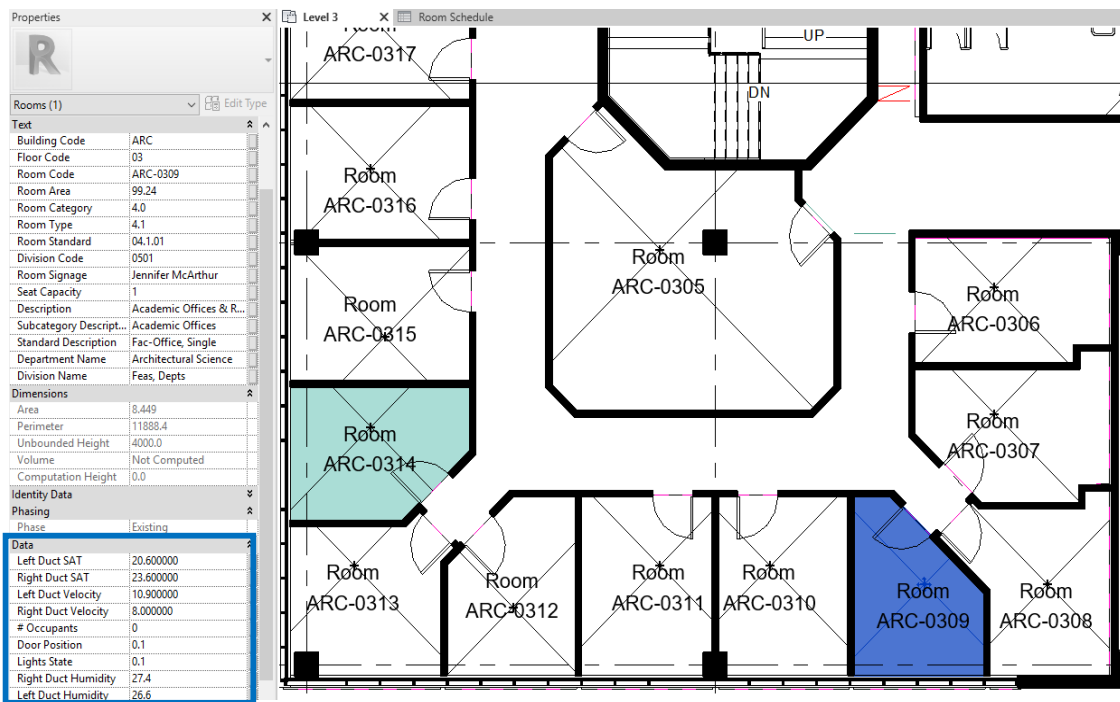 Properties
Level 3
Room Schedule
R
Rooms (1)
Edit Type
Text
Building Code ARC
Floor Code 03
Room Code ARC-0309
Room Area 99.24
Room Category 4.0
Room Type 4.1
Room Standard 04.1.01
Division Code 0501
Room Signage Jennifer McArthur
Seat Capacity 1
Description Academic Offices & R...
Subcategory Descript... Academic Offices
Standard Description Fac-Office, Single
Department Name Architectural Science
Division Name Feas, Depts
Dimensions
Area 8.449
Perimeter 11888.4
Unbounded Height 4000.0
Volume Not Computed
Computation Height 0.0
Identity Data
Phasing
Phase Existing
Data
Left Duct SAT 20.600000
Right Duct SAT 23.600000
Left Duct Velocity 10.900000
Right Duct Velocity 8.000000
# Occupants 0
Door Position 0.1
Lights State 0.1
Right Duct Humidity 27.4
Left Duct Humidity 26.6
ARC-0317
UP
DN
Room
ARC-0316
Room
ARC-0305
Room
ARC-0306
Room
ARC-0315
Room
ARC-0307
Room
ARC-0314
Room
ARC-0313
Room
ARC-0312
Room
ARC-0311
Room
ARC-0310
Room
ARC-0309
Room
ARC-0308